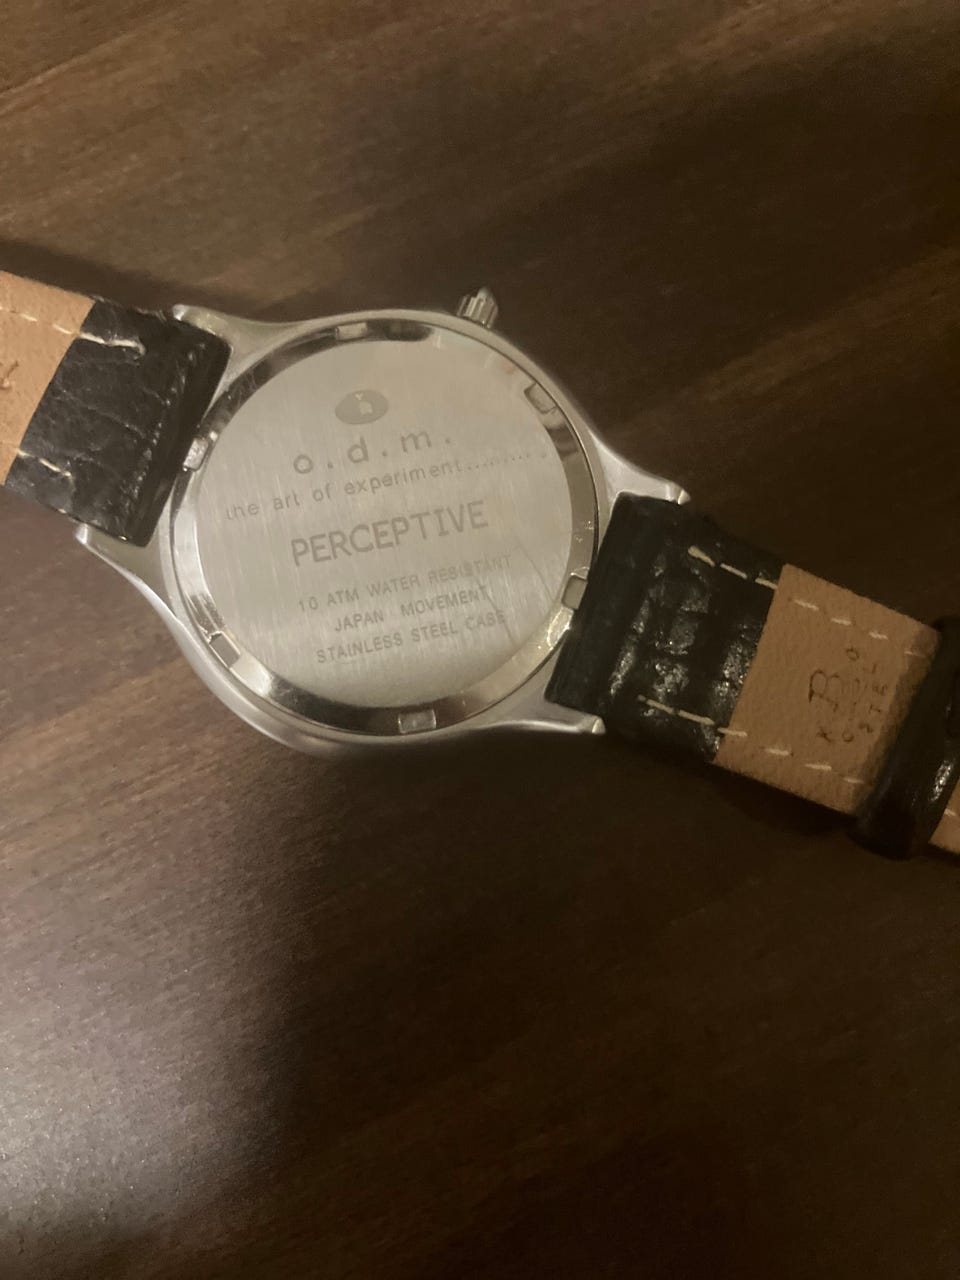 o.d.m.
the art of experiment..........
PERCEPTIVE
10 ATM WATER RESISTANT
JAPAN MOVEMENT
STAINLESS STEEL CASE